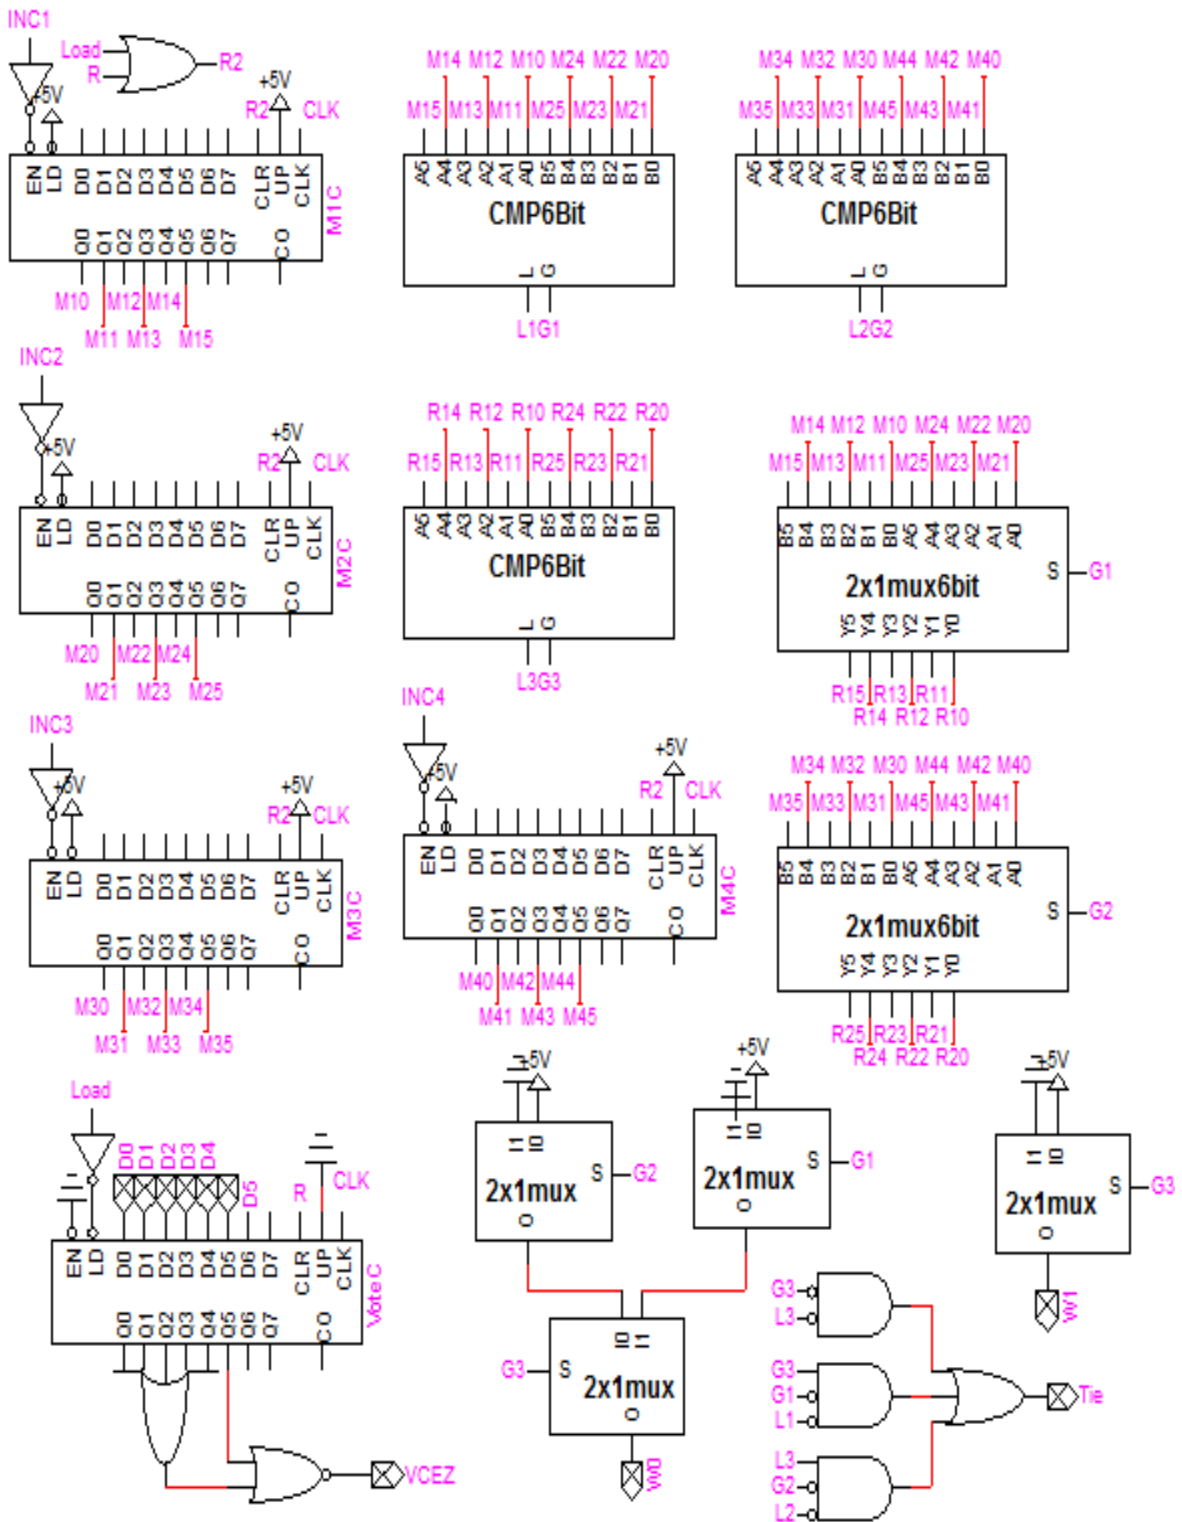 INC1
Load
R
R2
+5V
+5V
R2
CLK
EN LD D0 D1 D2 D3 D4 D5 D6 D7 CLR UP CLK
Q0 Q1 Q2 Q3 Q4 Q5 Q6 Q7 CO
M1C
M10 M12 M14
M11 M13 M15
M14 M12 M10 M24 M22 M20
M15 M13 M11 M25 M23 M21
A5 A4 A3 A2 A1 A0 B5 B4 B3 B2 B1 B0
CMP6Bit
L G
L1G1
M34 M32 M30 M44 M42 M40
M35 M33 M31 M45 M43 M41
A5 A4 A3 A2 A1 A0 B5 B4 B3 B2 B1 B0
CMP6Bit
L G
L2G2
INC2
+5V
+5V
R2
CLK
EN LD D0 D1 D2 D3 D4 D5 D6 D7 CLR UP CLK
Q0 Q1 Q2 Q3 Q4 Q5 Q6 Q7 CO
M2C
M20 M22 M24
M21 M23 M25
R14 R12 R10 R24 R22 R20
R15 R13 R11 R25 R23 R21
A5 A4 A3 A2 A1 A0 B5 B4 B3 B2 B1 B0
CMP6Bit
L G
L3G3
M14 M12 M10 M24 M22 M20
M15 M13 M11 M25 M23 M21
B5 B4 B3 B2 B1 B0 A5 A4 A3 A2 A1 A0
2x1mux6bit
S
G1
Y5 Y4 Y3 Y2 Y1 Y0
R15 R13 R11
R14 R12 R10
INC3
+5V
+5V
R2
CLK
EN LD D0 D1 D2 D3 D4 D5 D6 D7 CLR UP CLK
Q0 Q1 Q2 Q3 Q4 Q5 Q6 Q7 CO
M3C
M30 M32 M34
M31 M33 M35
INC4
+5V
+5V
R2
CLK
EN LD D0 D1 D2 D3 D4 D5 D6 D7 CLR UP CLK
Q0 Q1 Q2 Q3 Q4 Q5 Q6 Q7 CO
M4C
M40 M42 M44
M41 M43 M45
M34 M32 M30 M44 M42 M40
M35 M33 M31 M45 M43 M41
B5 B4 B3 B2 B1 B0 A5 A4 A3 A2 A1 A0
2x1mux6bit
S
G2
Y5 Y4 Y3 Y2 Y1 Y0
R25 R23 R21
R24 R22 R20
Load
D0 D1 D2 D3 D4 D5
R
CLK
EN LD D0 D1 D2 D3 D4 D5 D6 D7 CLR UP CLK
Q0 Q1 Q2 Q3 Q4 Q5 Q6 Q7 CO
Vote C
VCEZ
+5V
I1 I0
2x1mux
S
G2
O
+5V
I1 I0
2x1mux
S
G1
O
+5V
I1 I0
2x1mux
S
G3
O
W1
I0 I1
G3
S
2x1mux
O
W0
G3
L3
G3
G1
L1
L3
G2
L2
Tie